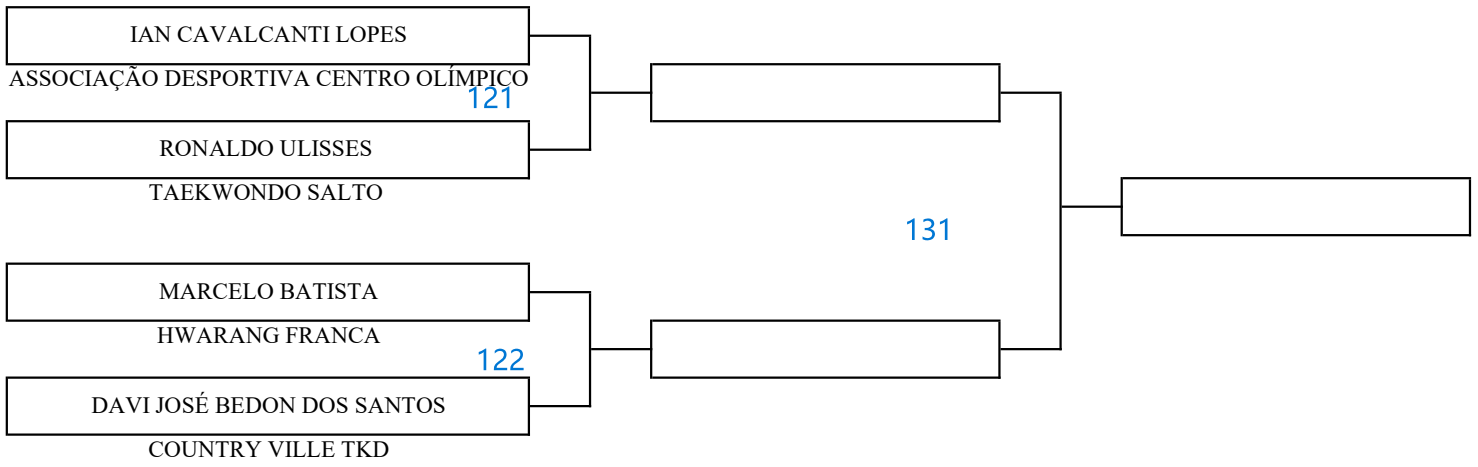 IAN CAVALCANTI LOPES
ASSOCIAÇÃO DESPORTIVA CENTRO OLÍMPICO
121
RONALDO ULISSES
TAEKWONDO SALTO
131
MARCELO BATISTA
HWARANG FRANCA
122
DAVI JOSÉ BEDON DOS SANTOS
COUNTRY VILLE TKD